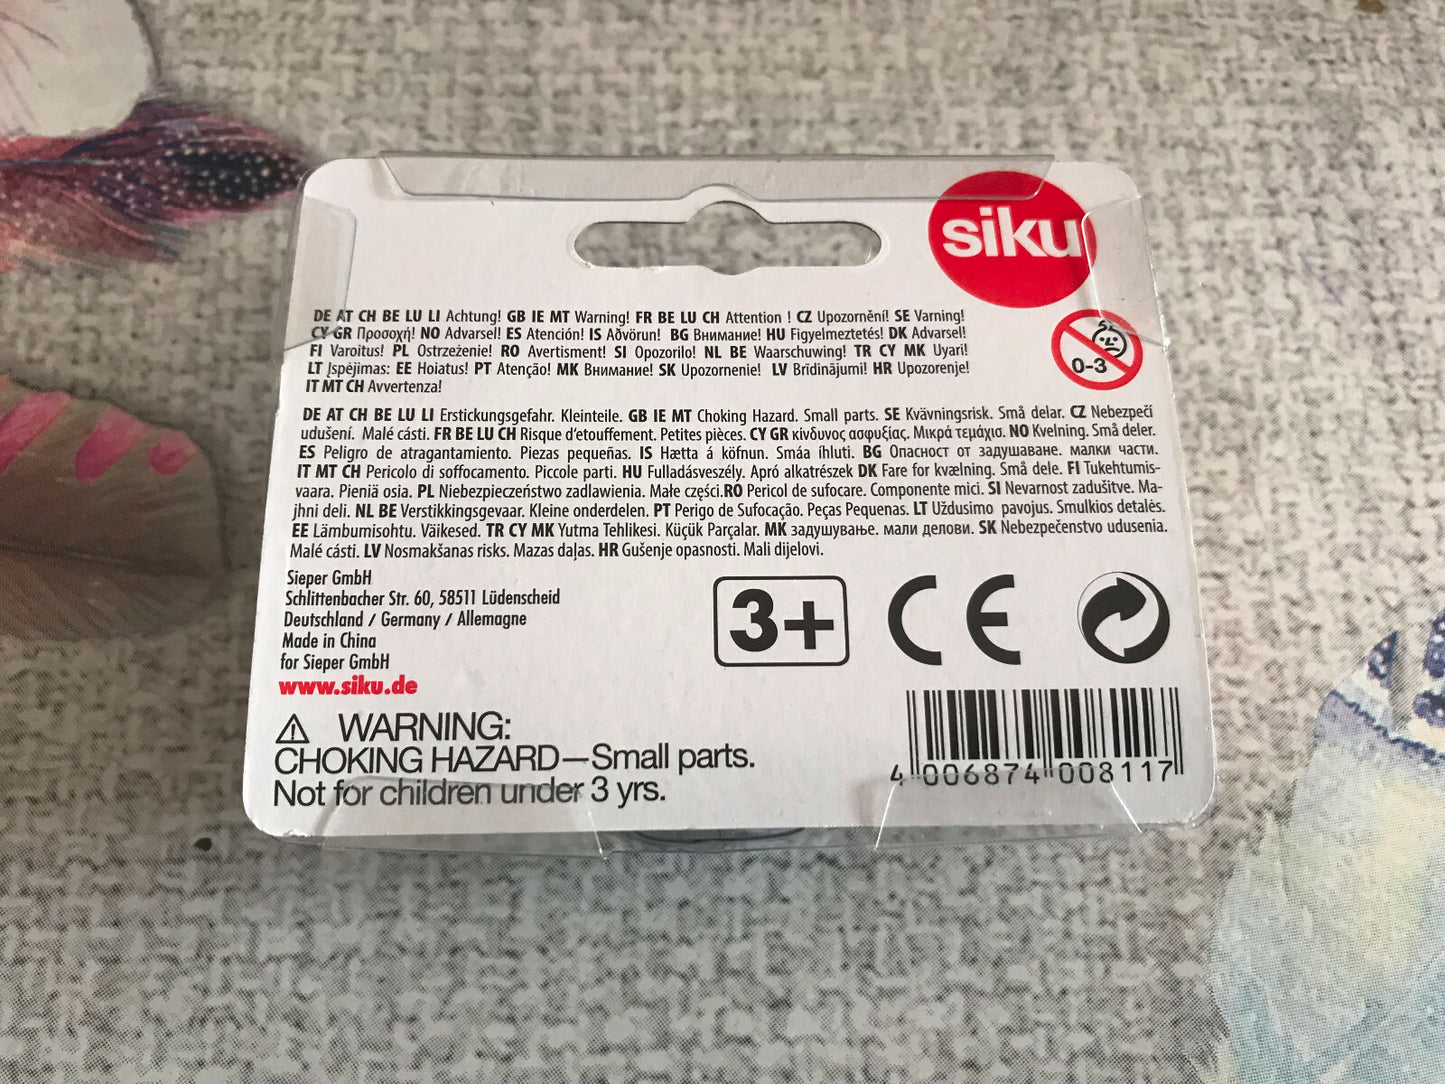 siku
DE AT CH BE LU LI Achtung! GB IE MT Warning! FR BE LU CH Attention ! CZ Upozornění! SE Varning!
CY GR Προσοχή! NO Advarsel! ES Atención! IS Aðvörun! BG Внимание! HU Figyelmeztetés! DK Advarsel!
FI Varoitus! PL Ostrzeżenie! RO Avertisment! SI Opozorilo! NL BE Waarschuwing! TR CY MK Uyari!
LT Įspėjimas: EE Hoiatus! PT Atenção! MK Внимание! SK Upozornenie! LV Brīdinājumi! HR Upozorenje!
IT MT CH Avvertenza!
0-3
DE AT CH BE LU LI Erstickungsgefahr. Kleinteile. GB IE MT Choking Hazard. Small parts. SE Kvävningsrisk. Små delar. CZ Nebezpečí
udušení. Malé cásti. FR BE LU CH Risque d'etouffement. Petites pièces. CY GR κίνδυνος ασφυξίας. Μικρά τεμάχια. NO Kvelning. Små deler.
ES Peligro de atragantamiento. Piezas pequeñas. IS Hætta á köfnun. Smáa íhluti. BG Опасност от задушаване. малки части.
IT MT CH Pericolo di soffocamento. Piccole parti. HU Fulladásveszély. Apró alkatrészek DK Fare for kvælning. Små dele. FI Tukehtumis-
vaara. Pieniä osia. PL Niebezpieczeństwo zadlawienia. Małe części.RO Pericol de sufocare. Componente mici. SI Nevarnost zadušitve. Ma-
jhni deli. NL BE Verstikkingsgevaar. Kleine onderdelen. PT Perigo de Sufocação. Peças Pequenas. LT Uždusimo pavojus. Smulkios detalės.
EE Lämbumisohtu. Väikesed. TR CY MK Yutma Tehlikesi. Küçük Parçalar. MK задушување. мали делови. SK Nebezpečenstvo udusenia.
Malé cásti. LV Nosmakšanas risks. Mazas daļas. HR Gušenje opasnosti. Mali dijelovi.
Sieper GmbH
Schlittenbacher Str. 60, 58511 Lüdenscheid
Deutschland / Germany / Allemagne
Made in China
for Sieper GmbH
www.siku.de
3+ CE
WARNING:
CHOKING HAZARD—Small parts.
Not for children under 3 yrs.
4 006874 008117